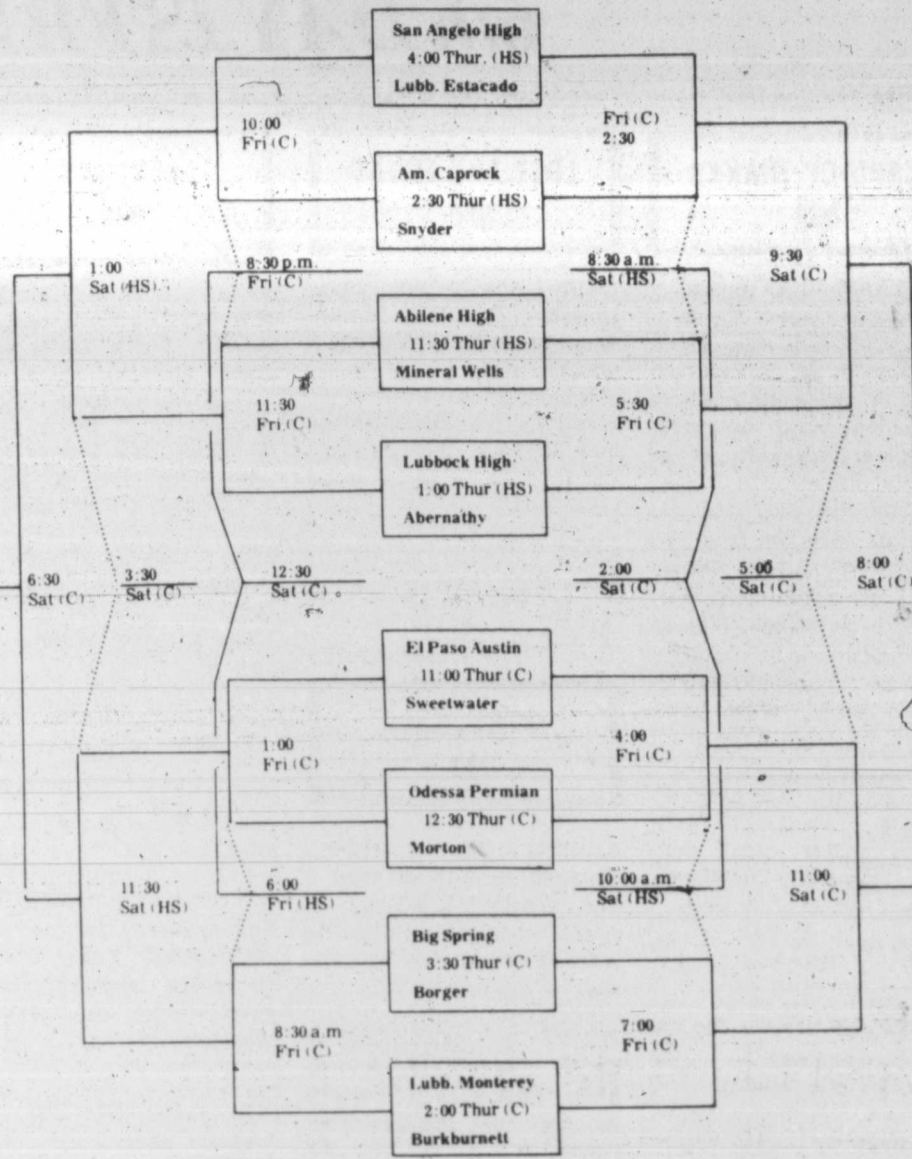 San Angelo High
4:00 Thur. (HS)
Lubb. Estacado
10:00
Fri (C)
Fri (C)
2:30
Am. Caprock
2:30 Thur (HS)
Snyder
1:00
Sat (HS)
8:30 p.m.
Fri (C)
8:30 a.m.
Sat (HS)
9:30
Sat (C)
Abilene High
11:30 Thur (HS)
Mineral Wells
11:30
Fri (C)
5:30
Fri (C)
Lubbock High
1:00 Thur (HS)
Abernathy
6:30
Sat (C)
3:30
Sat (C)
12:30
Sat (C)
2:00
Sat (C)
5:00
Sat (C)
8:00
Sat (C)
El Paso Austin
11:00 Thur (C)
Sweetwater
1:00
Fri (C)
4:00
Fri (C)
Odessa Permian
12:30 Thur (C)
Morton
11:30
Sat (HS)
6:00
Fri (HS)
10:00 a.m.
Sat (HS)
11:00
Sat (C)
Big Spring
3:30 Thur (C)
Borger
8:30 a.m
Fri (C)
7:00
Fri (C)
Lubb. Monterey
2:00 Thur (C)
Burkburnett